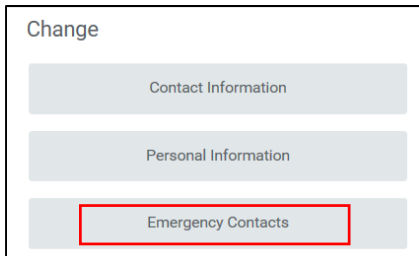 Change
Contact Information
Personal Information
Emergency Contacts